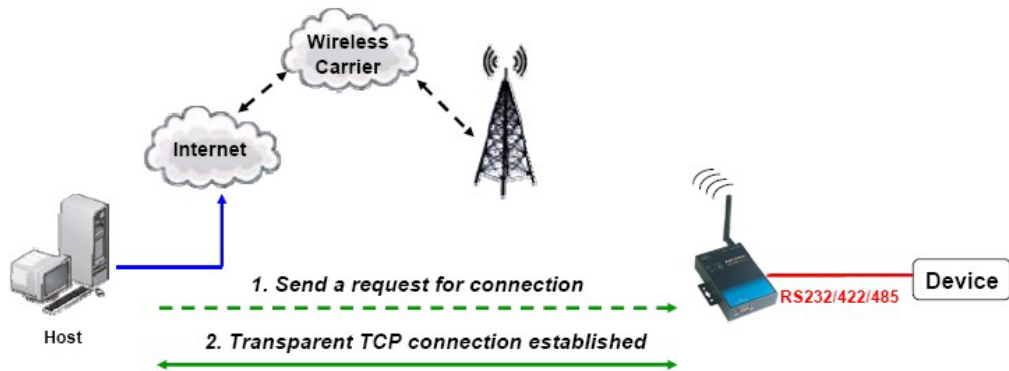 Wireless
Carrier
Internet
Host
1. Send a request for connection
2. Transparent TCP connection established
RS232/422/485
Device